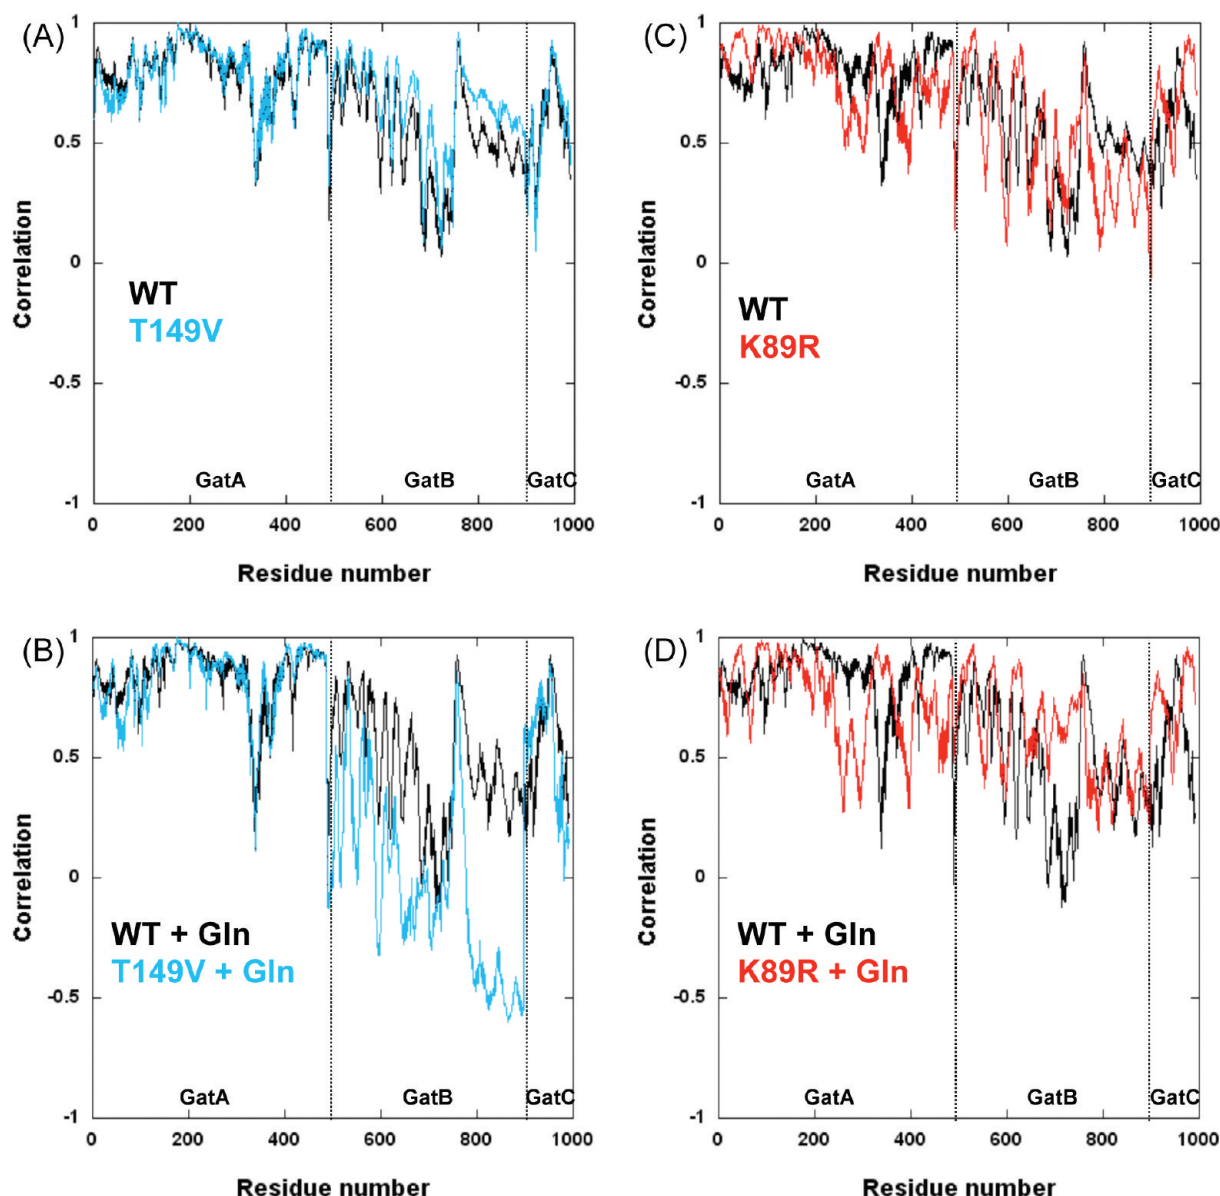 (A)
1
0.5
0
-0.5
-1
Correlation
WT
T149V
GatA
GatB
GatC
0 200 400 600 800 1000
Residue number
(C)
1
0.5
0
-0.5
-1
Correlation
WT
K89R
GatA
GatB
GatC
0 200 400 600 800 1000
Residue number
(B)
1
0.5
0
-0.5
-1
Correlation
WT + Gln
T149V + Gln
GatA
GatB
GatC
0 200 400 600 800 1000
Residue number
(D)
1
0.5
0
-0.5
-1
Correlation
WT + Gln
K89R + Gln
GatA
GatB
GatC
0 200 400 600 800 1000
Residue number